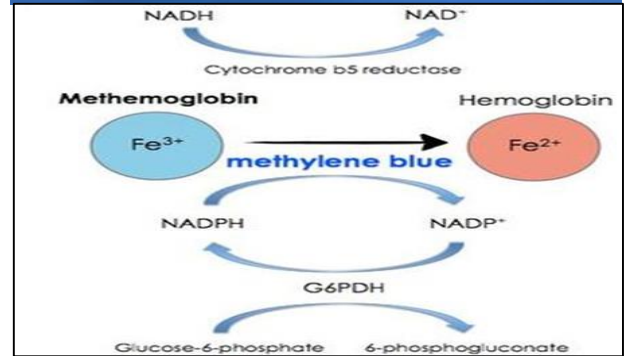 NADH NAD⁺
Cytochrome b5 reductase
Methemoglobin Hemoglobin
Fe³⁺ Fe²⁺
methylene blue
NADPH NADP⁺
G6PDH
Glucose-6-phosphate 6-phosphogluconate